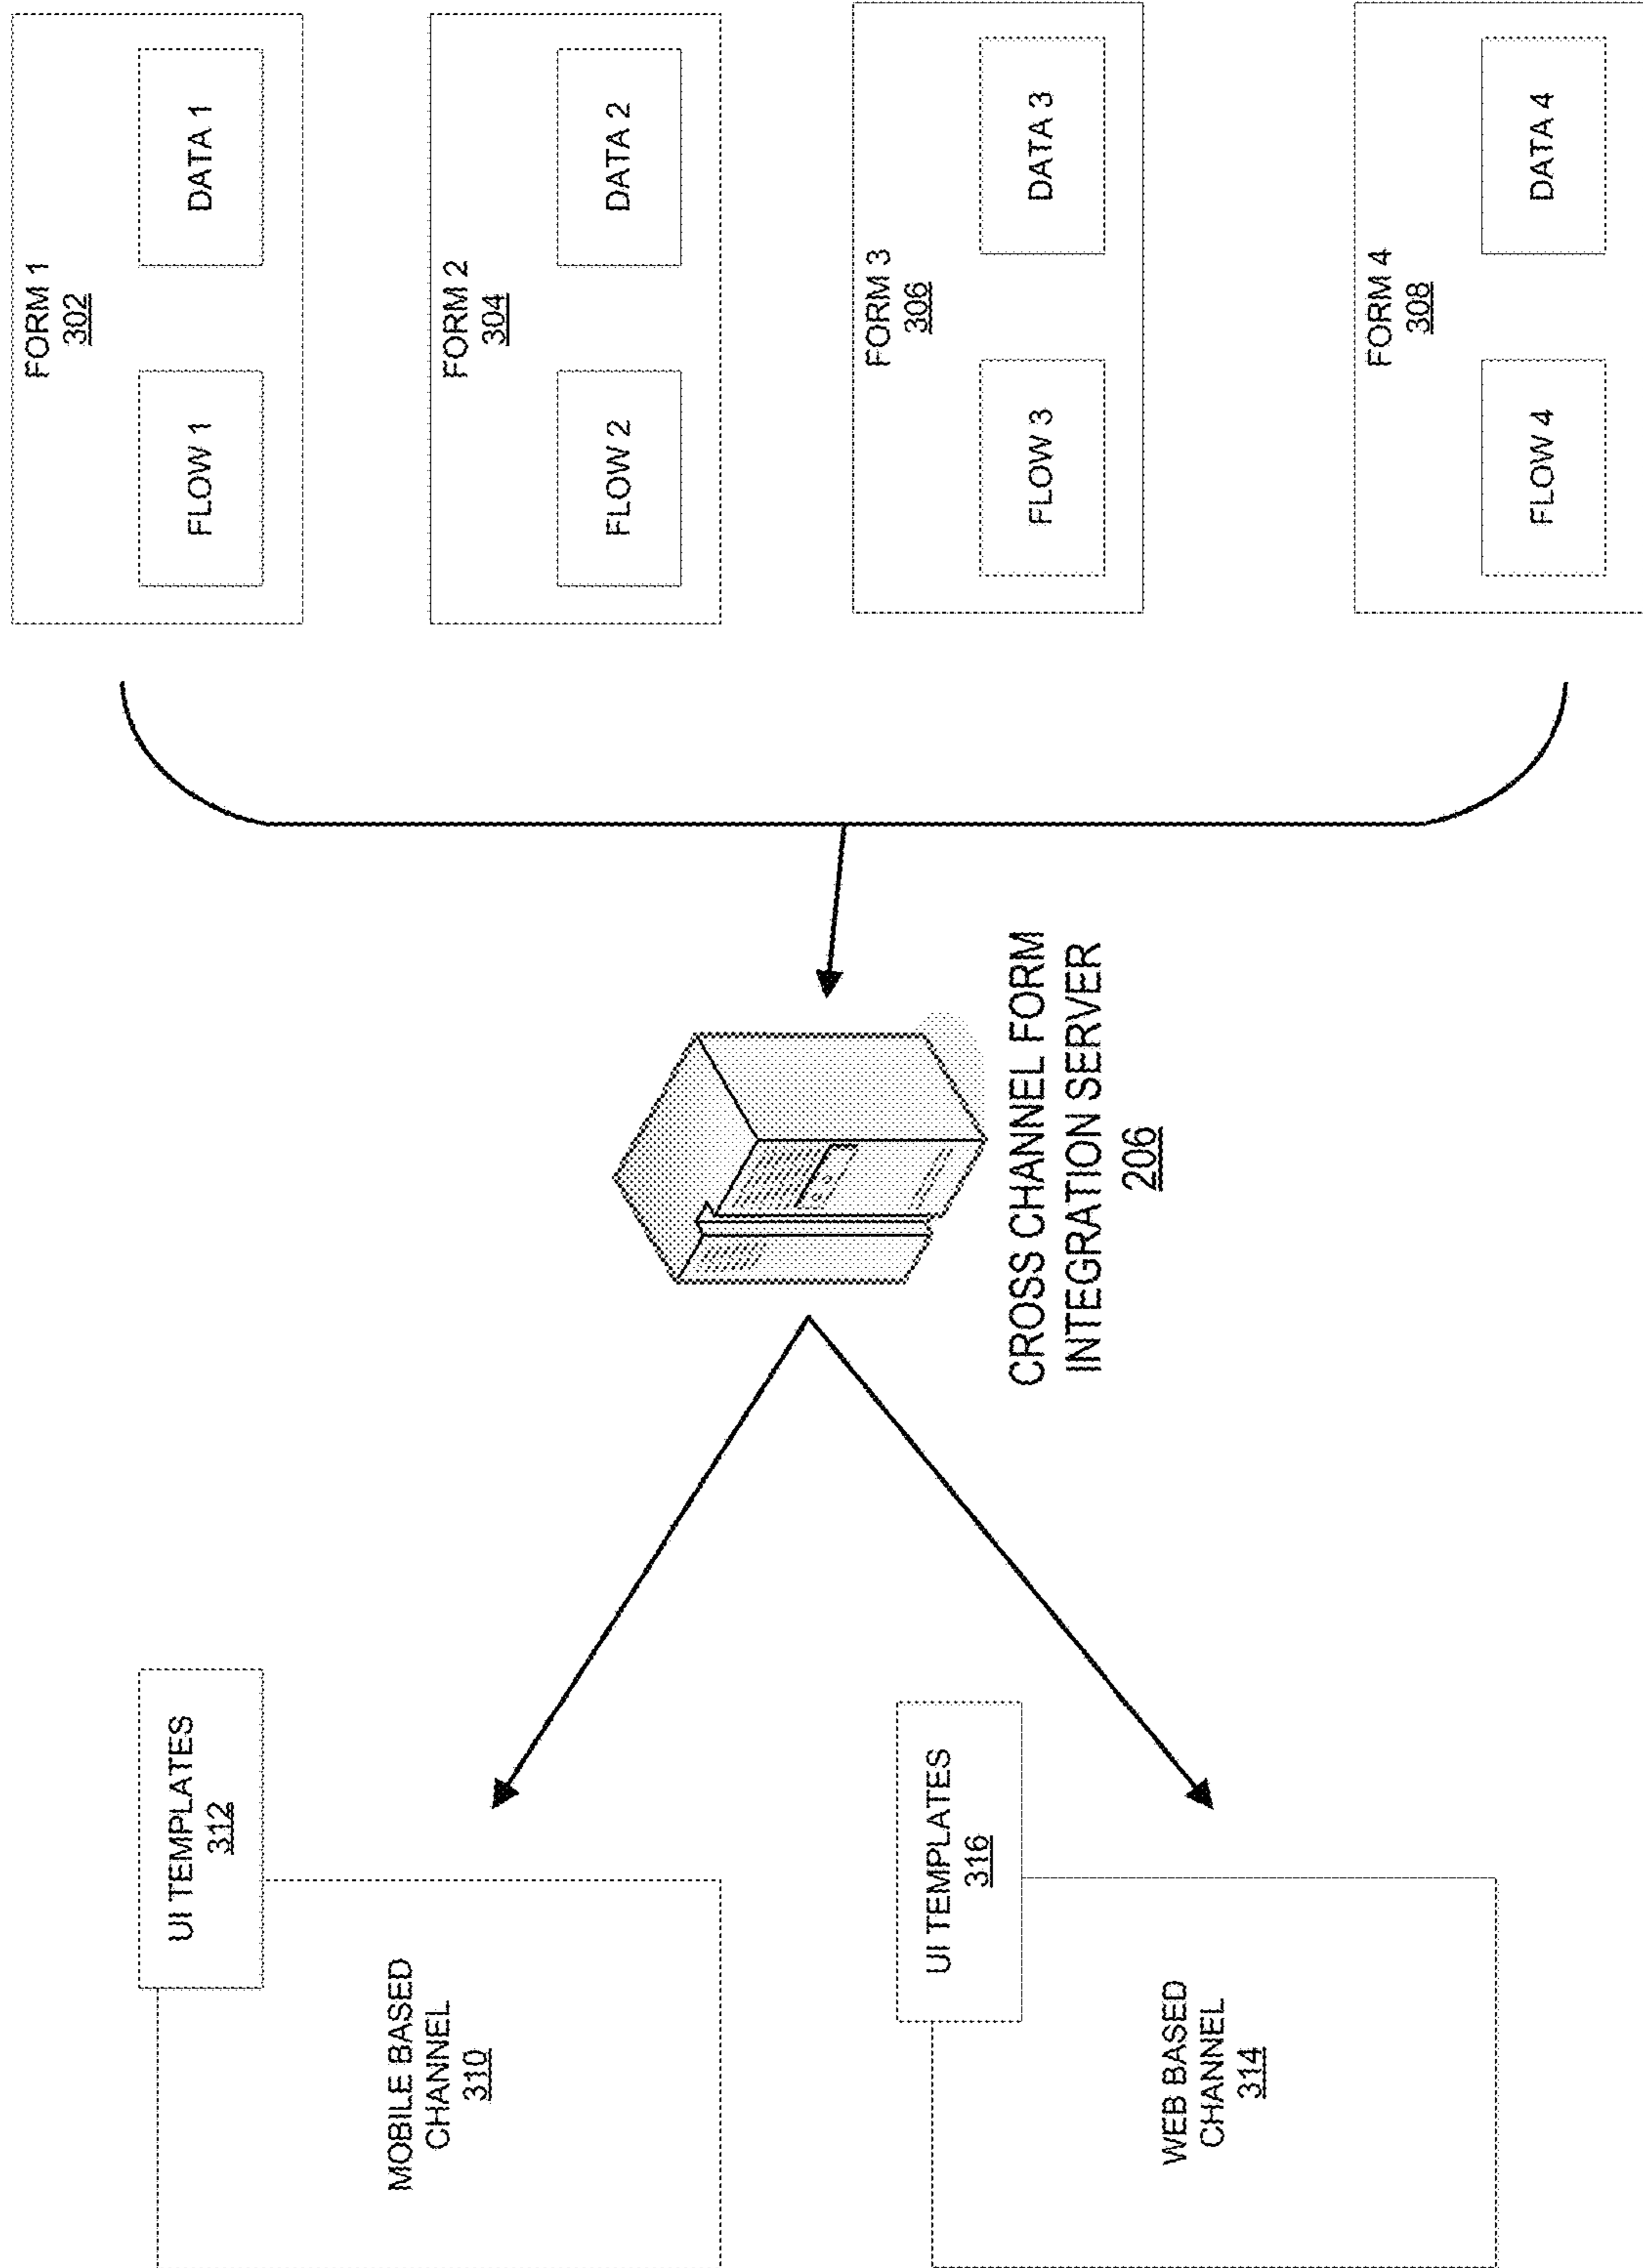 UI TEMPLATES
312
MOBILE BASED
CHANNEL
310
UI TEMPLATES
316
WEB BASED
CHANNEL
314
CROSS CHANNEL FORM
INTEGRATION SERVER
206
FORM 1
302
FLOW 1
DATA 1
FORM 2
304
FLOW 2
DATA 2
FORM 3
306
FLOW 3
DATA 3
FORM 4
308
FLOW 4
DATA 4